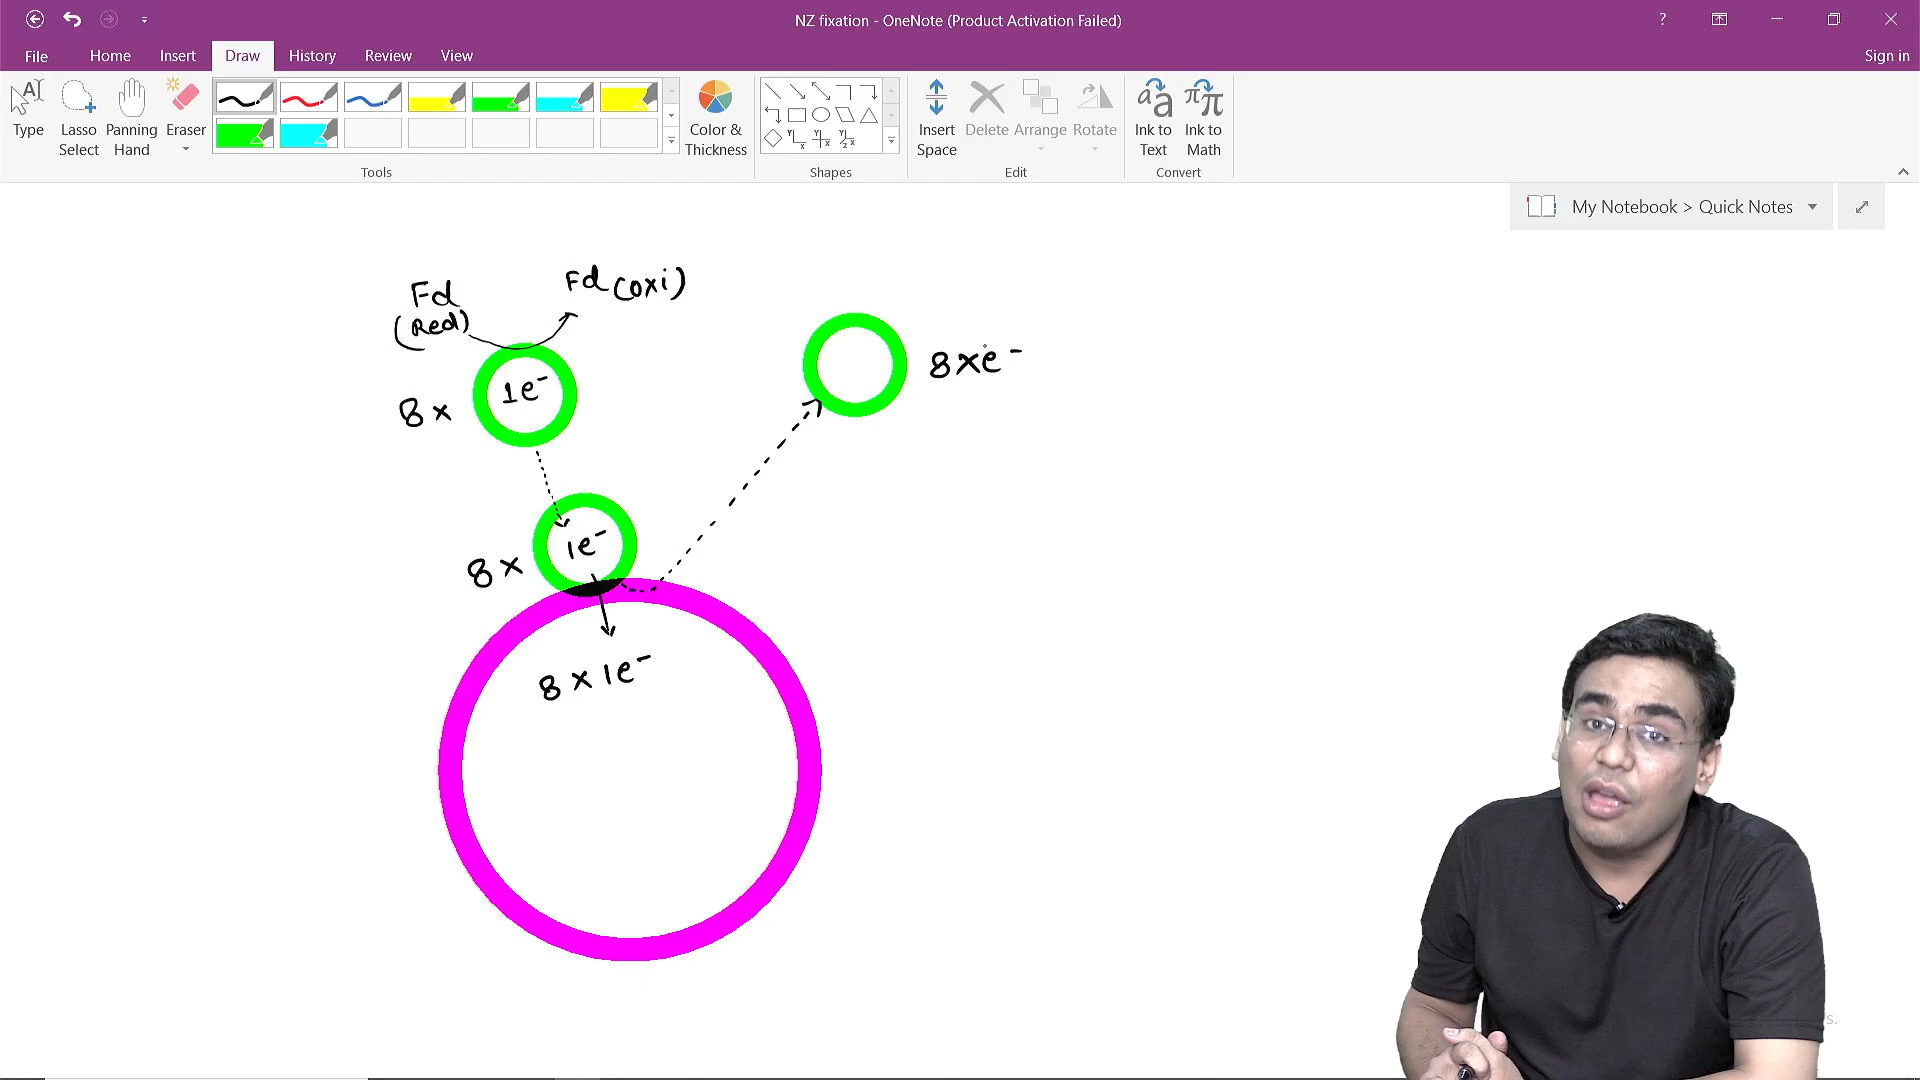 NZ fixation - OneNote (Product Activation Failed)
?
File
Home
Insert
Draw
History
Review
View
Sign in
Type
Lasso Select
Panning Hand
Eraser
Color & Thickness
Insert Space
Delete
Arrange
Rotate
Ink to Text
Ink to Math
Tools
Shapes
Edit
Convert
My Notebook > Quick Notes
Fd
(Red)
Fd (oxi)
8 x
1e-
8 x e-
8 x
1e-
8 x 1e-
s.